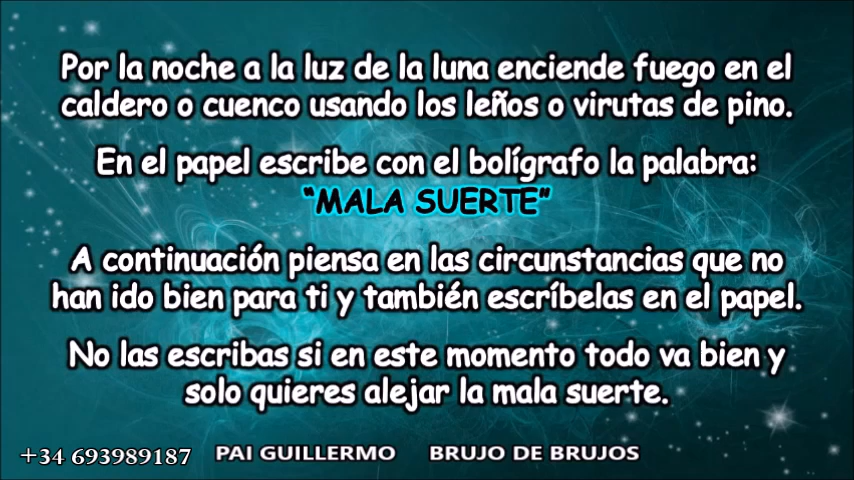 Por la noche a la luz de la luna enciende fuego en el
caldero o cuenco usando los leños o virutas de pino.
En el papel escribe con el bolígrafo la palabra:
“MALA SUERTE”
A continuación piensa en las circunstancias que no
han ido bien para ti y también escríbelas en el papel.
No las escribas si en este momento todo va bien y
solo quieres alejar la mala suerte.
+34 693989187 PAI GUILLERMO BRUJO DE BRUJOS